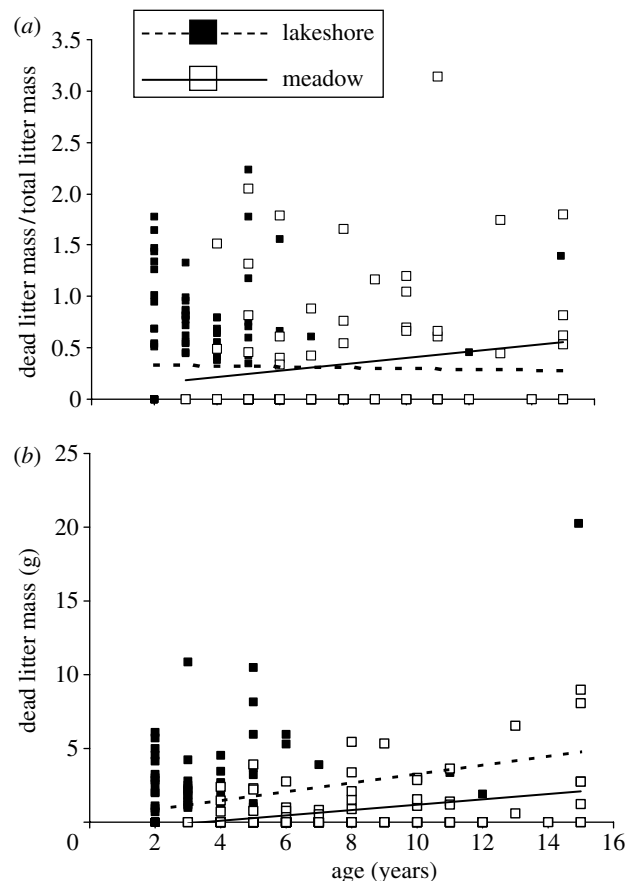 (a)
lakeshore
meadow
3.5
3.0
2.5
2.0
1.5
1.0
0.5
0
dead litter mass/total litter mass
(b)
25
20
15
10
5
0
dead litter mass (g)
2 4 6 8 10 12 14 16
age (years)